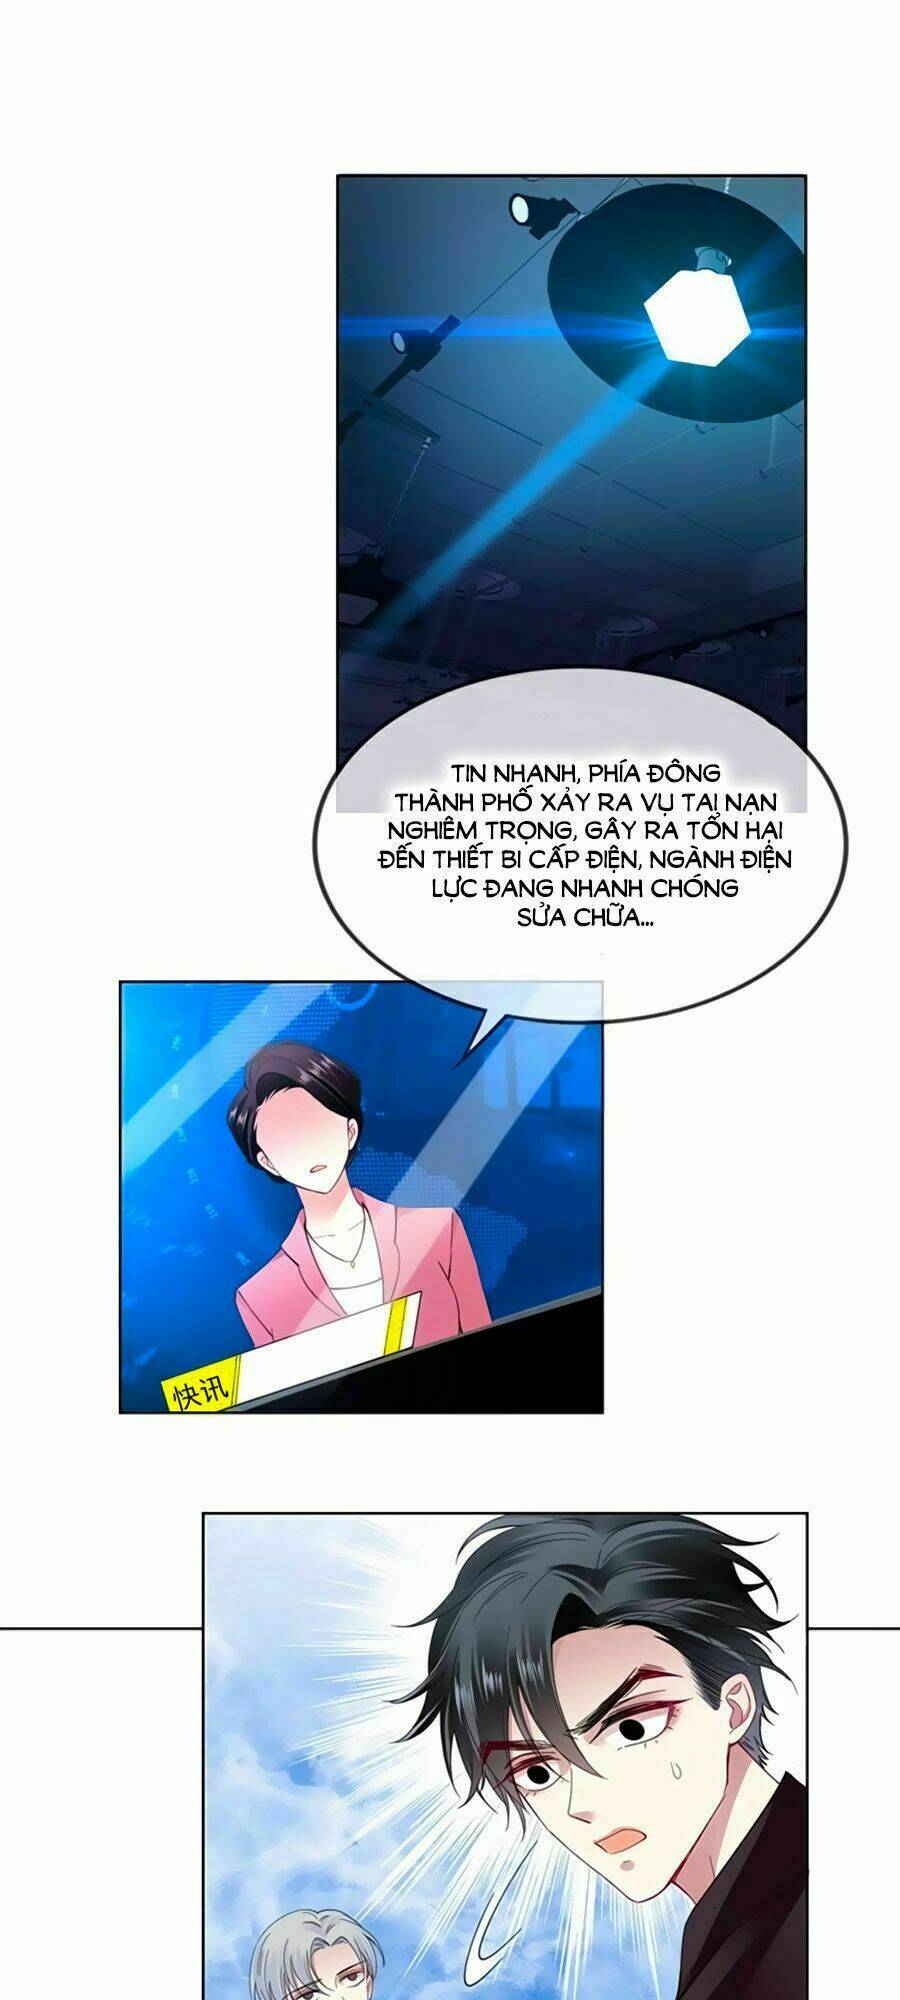 TIN NHANH, PHÍA ĐÔNG
THÀNH PHỐ XẢY RA VỤ TAI NẠN
NGHIÊM TRỌNG, GÂY RA TỔN HẠI
ĐẾN THIẾT BI CẤP ĐIỆN, NGÀNH ĐIỆN
LỰC ĐANG NHANH CHÓNG
SỬA CHỮA...
快讯